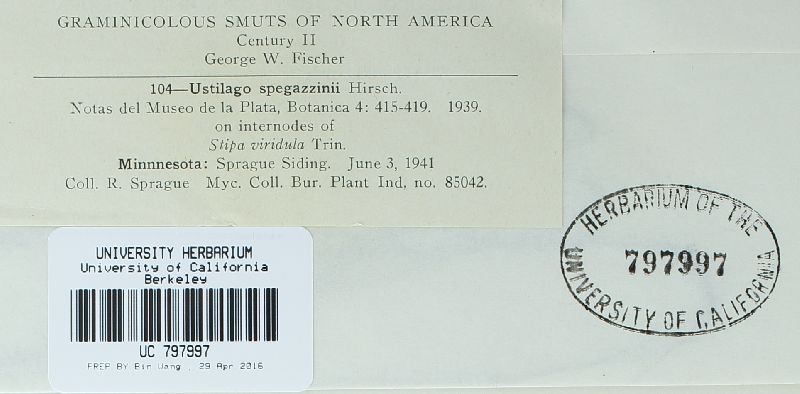 GRAMINICOLOUS SMUTS OF NORTH AMERICA
Century II
George W. Fischer
104—Ustilago spegazzinii Hirsch.
Notas del Museo de la Plata, Botanica 4: 415-419. 1939.
on internodes of
Stipa viridula Trin.
Minnnesota: Sprague Siding. June 3, 1941
Coll. R. Sprague Myc. Coll. Bur. Plant Ind, no. 85042.
UNIVERSITY HERBARIUM
University of California
Berkeley
UC 797997
PREP BY Bin Wang , 29 Apr 2016
HERBARIUM OF THE
797997
UNIVERSITY OF CALIFORNIA